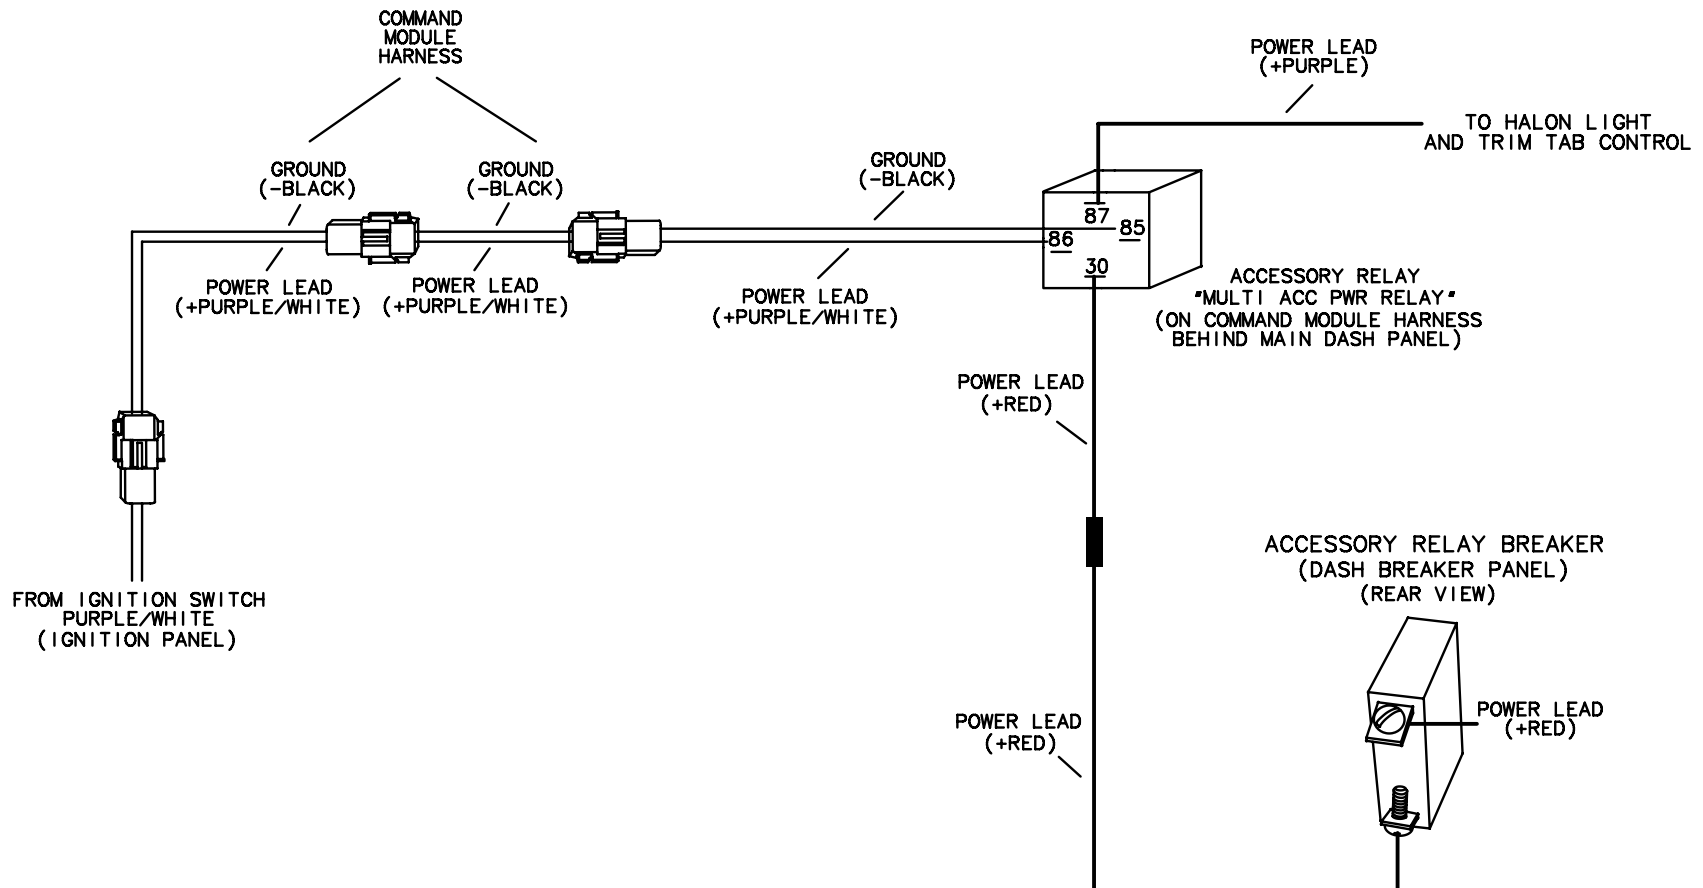 COMMAND
MODULE
HARNESS
POWER LEAD
(+PURPLE)
TO HALON LIGHT
AND TRIM TAB CONTROL
GROUND
(-BLACK)
GROUND
(-BLACK)
GROUND
(-BLACK)
87
85
86
30
POWER LEAD
(+PURPLE/WHITE)
POWER LEAD
(+PURPLE/WHITE)
POWER LEAD
(+PURPLE/WHITE)
ACCESSORY RELAY
"MULTI ACC PWR RELAY"
(ON COMMAND MODULE HARNESS
BEHIND MAIN DASH PANEL)
POWER LEAD
(+RED)
FROM IGNITION SWITCH
PURPLE/WHITE
(IGNITION PANEL)
ACCESSORY RELAY BREAKER
(DASH BREAKER PANEL)
(REAR VIEW)
POWER LEAD
(+RED)
POWER LEAD
(+RED)